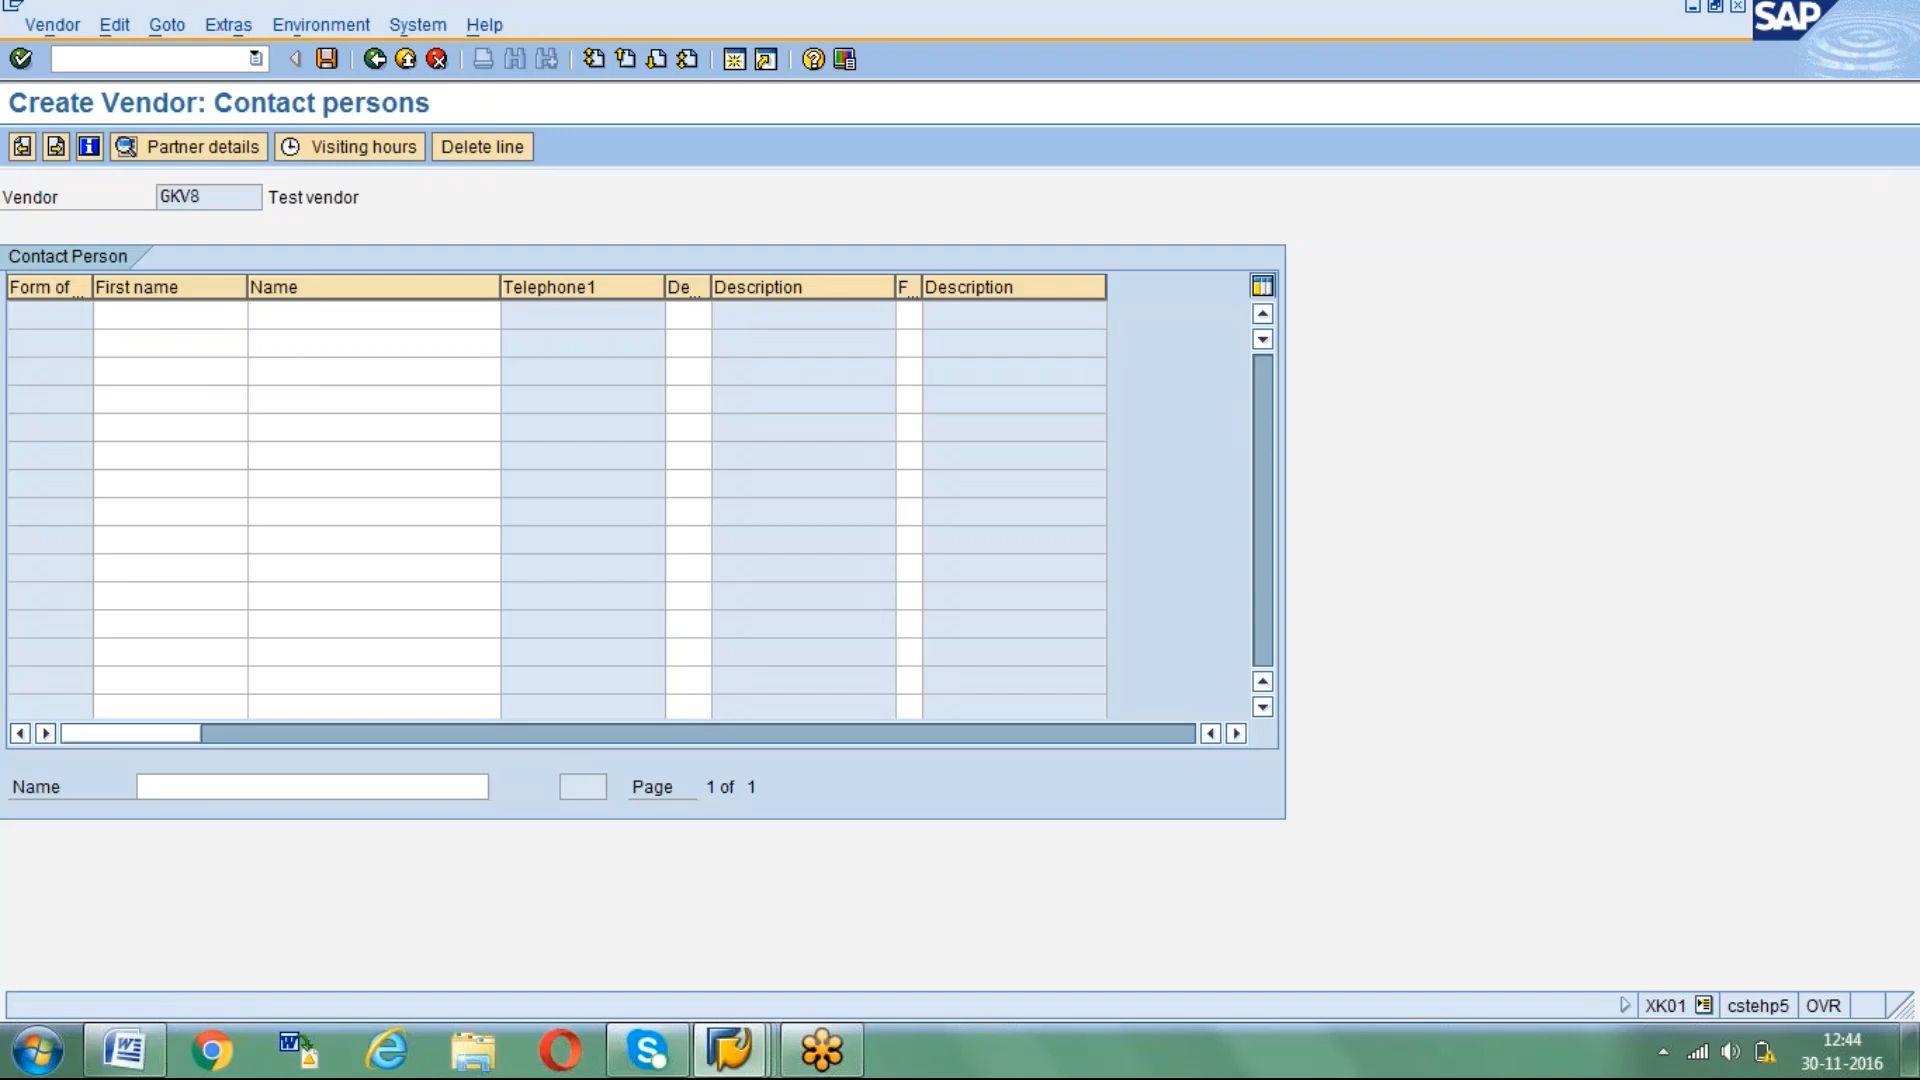 Vendor Edit Goto Extras Environment System Help
SAP
Create Vendor: Contact persons
Partner details Visiting hours Delete line
Vendor GKV8 Test vendor
Contact Person
Form of ... First name Name Telephone1 De... Description F... Description
Name Page 1 of 1
XK01 cstehp5 OVR
12:44
30-11-2016